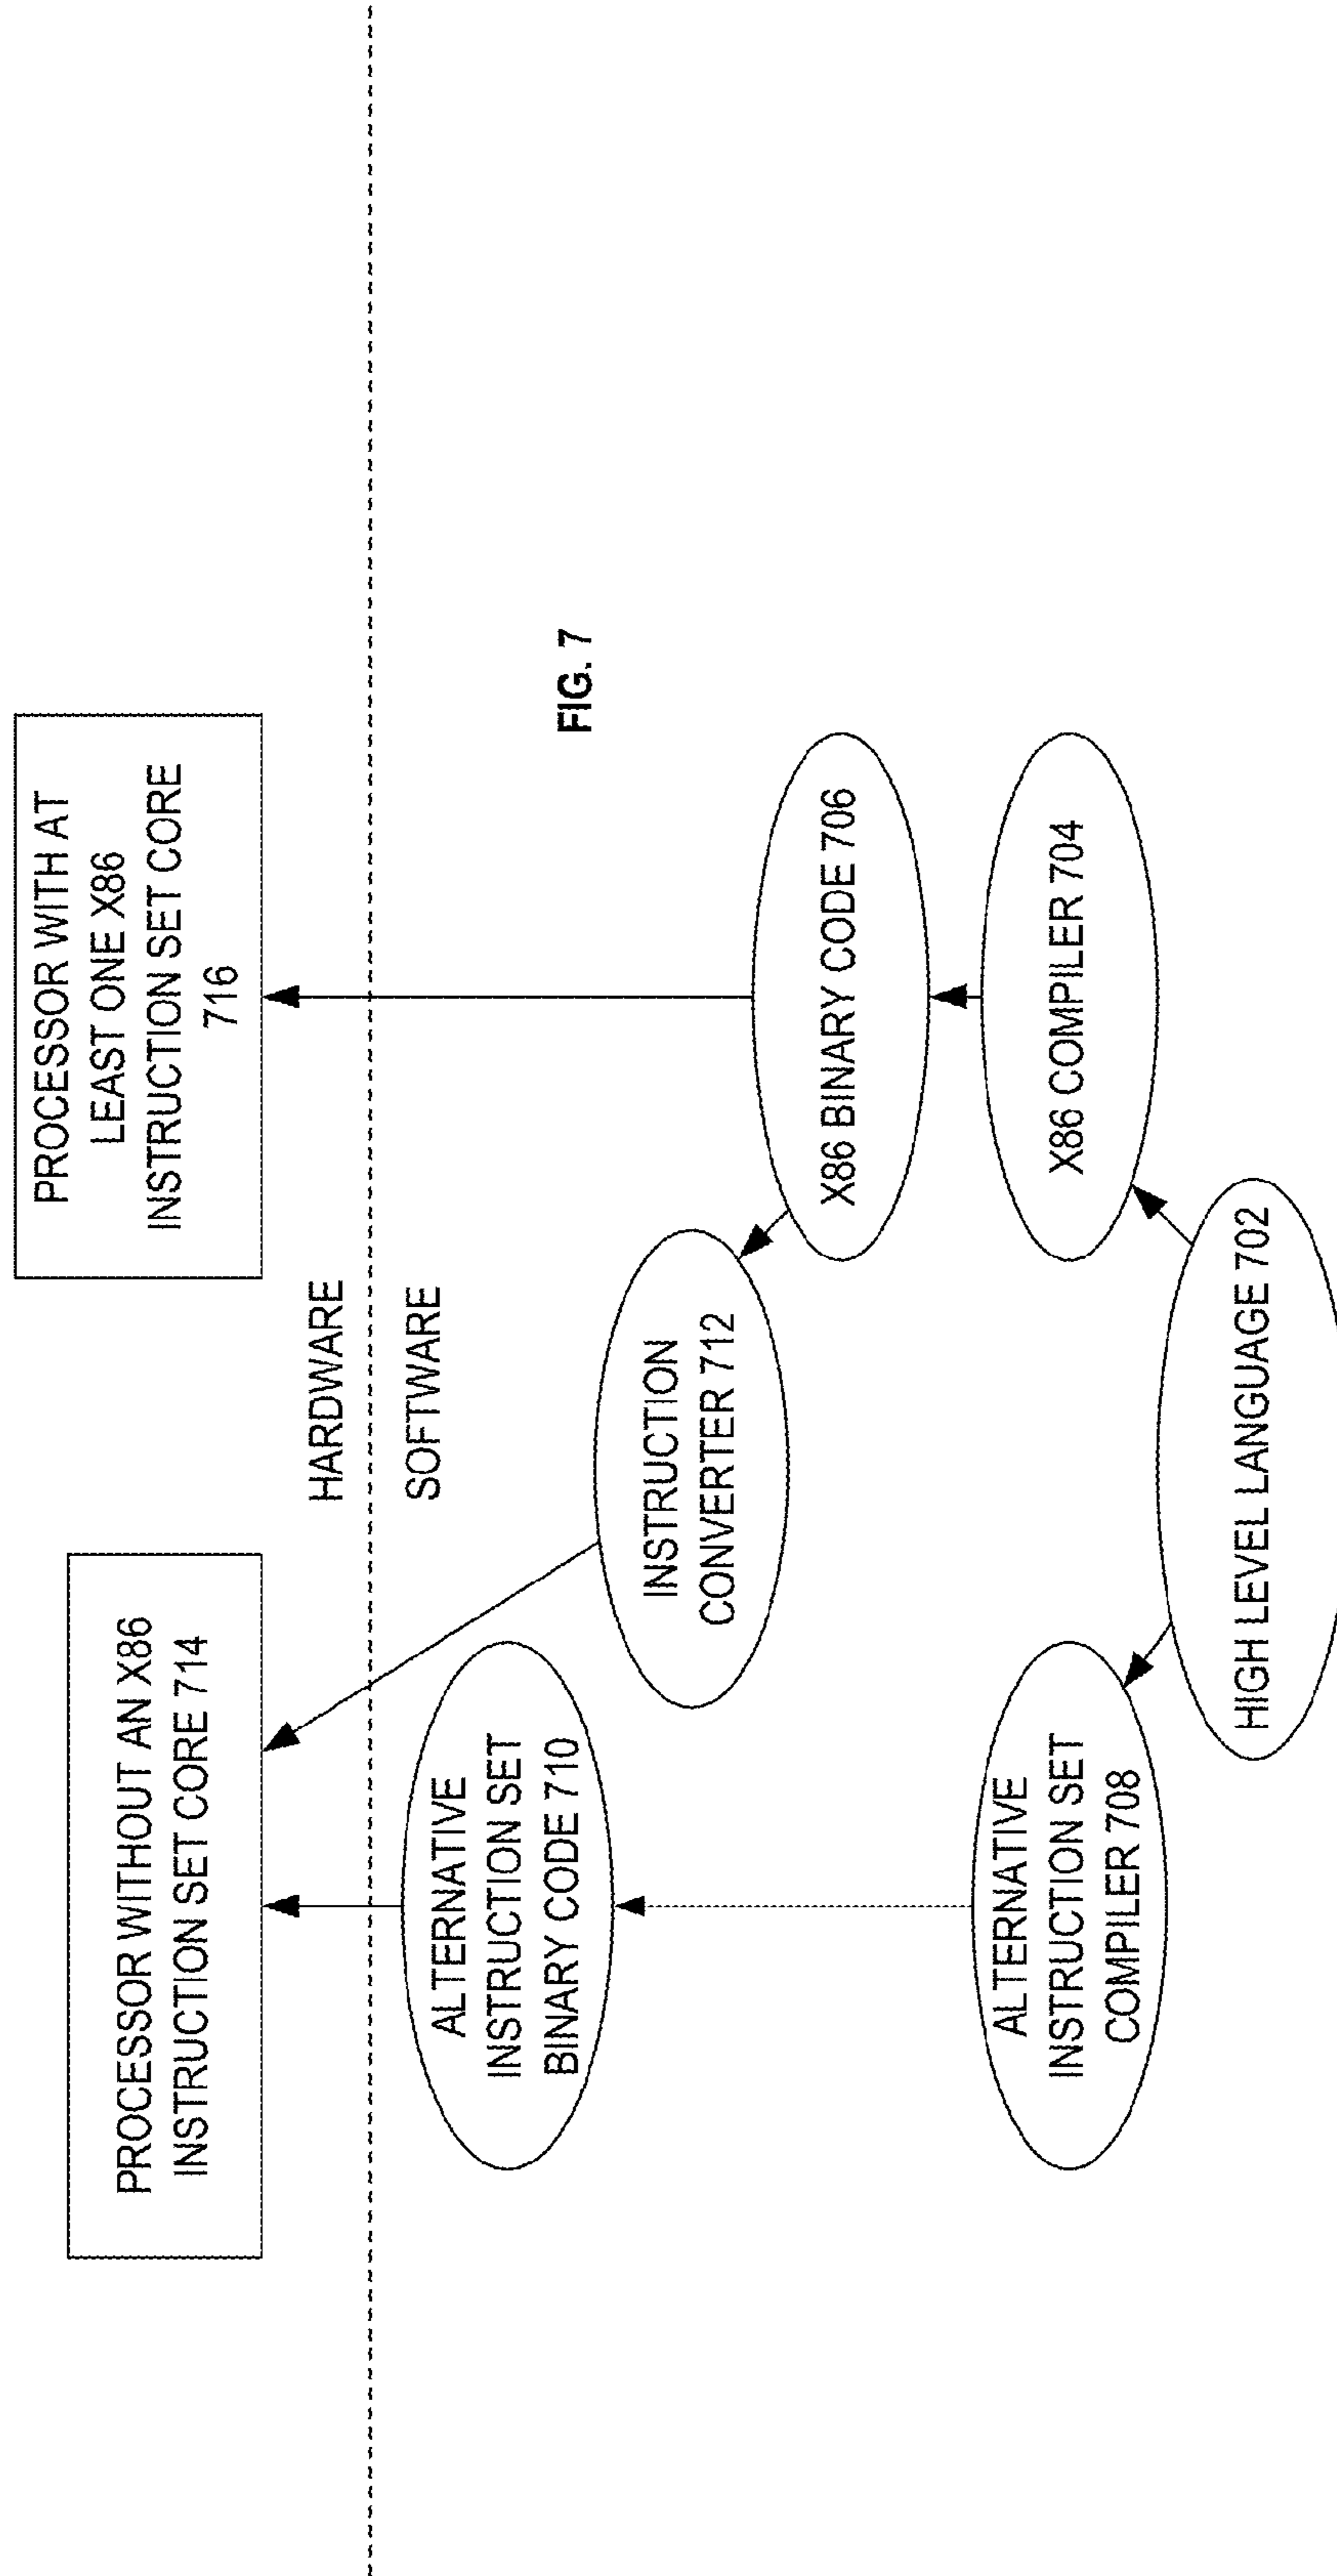 PROCESSOR WITHOUT AN X86
INSTRUCTION SET CORE 714
PROCESSOR WITH AT
LEAST ONE X86
INSTRUCTION SET CORE
716
HARDWARE
SOFTWARE
ALTERNATIVE
INSTRUCTION SET
BINARY CODE 710
INSTRUCTION
CONVERTER 712
FIG. 7
X86 BINARY CODE 706
ALTERNATIVE
INSTRUCTION SET
COMPILER 708
X86 COMPILER 704
HIGH LEVEL LANGUAGE 702